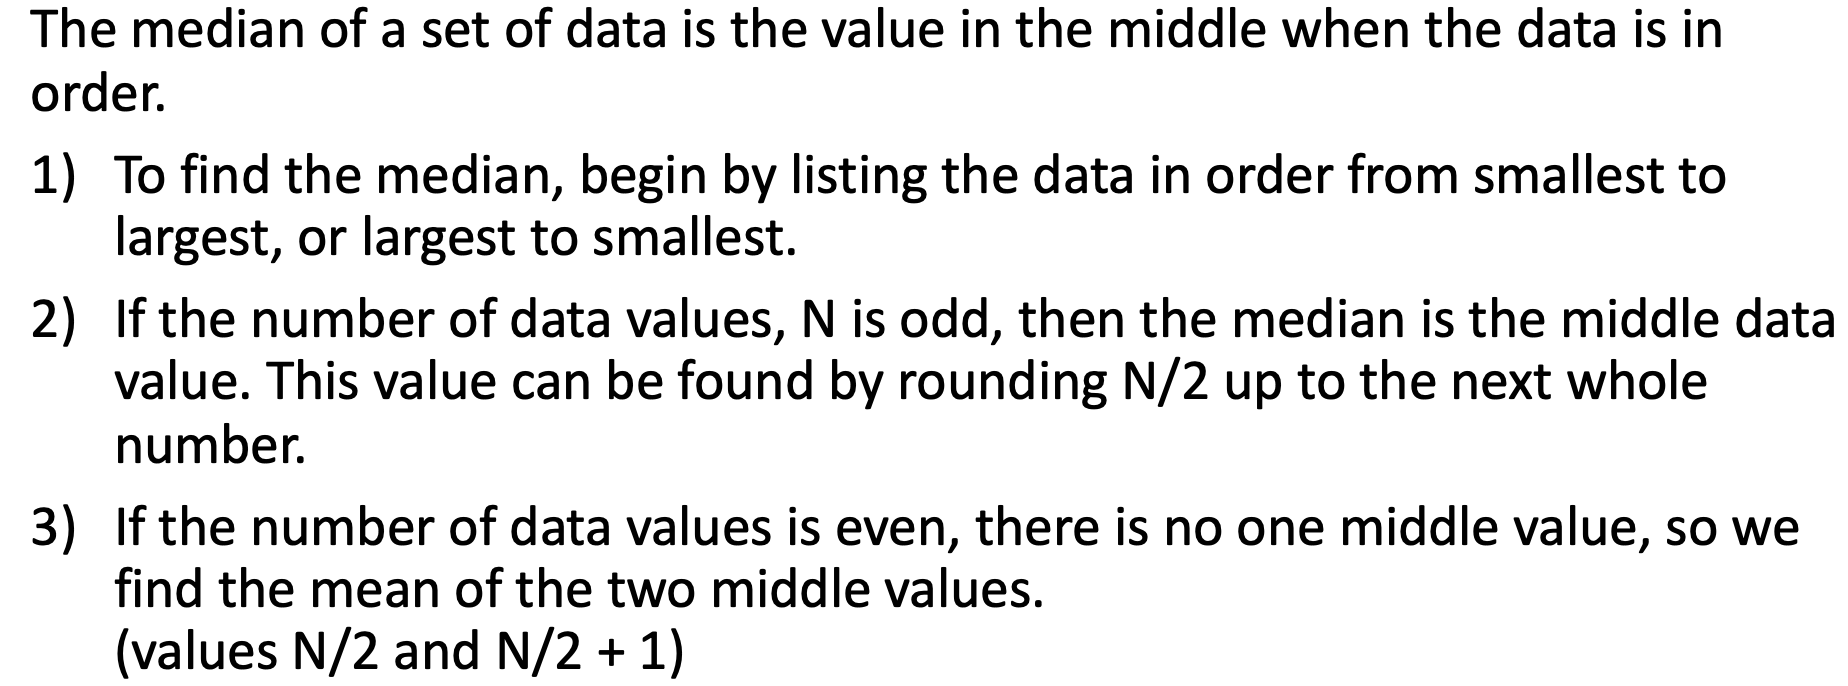 The median of a set of data is the value in the middle when the data is in
order.
1) To find the median, begin by listing the data in order from smallest to
largest, or largest to smallest.
2) If the number of data values, N is odd, then the median is the middle data
value. This value can be found by rounding N/2 up to the next whole
number.
3) If the number of data values is even, there is no one middle value, so we
find the mean of the two middle values.
(values N/2 and N/2 + 1)